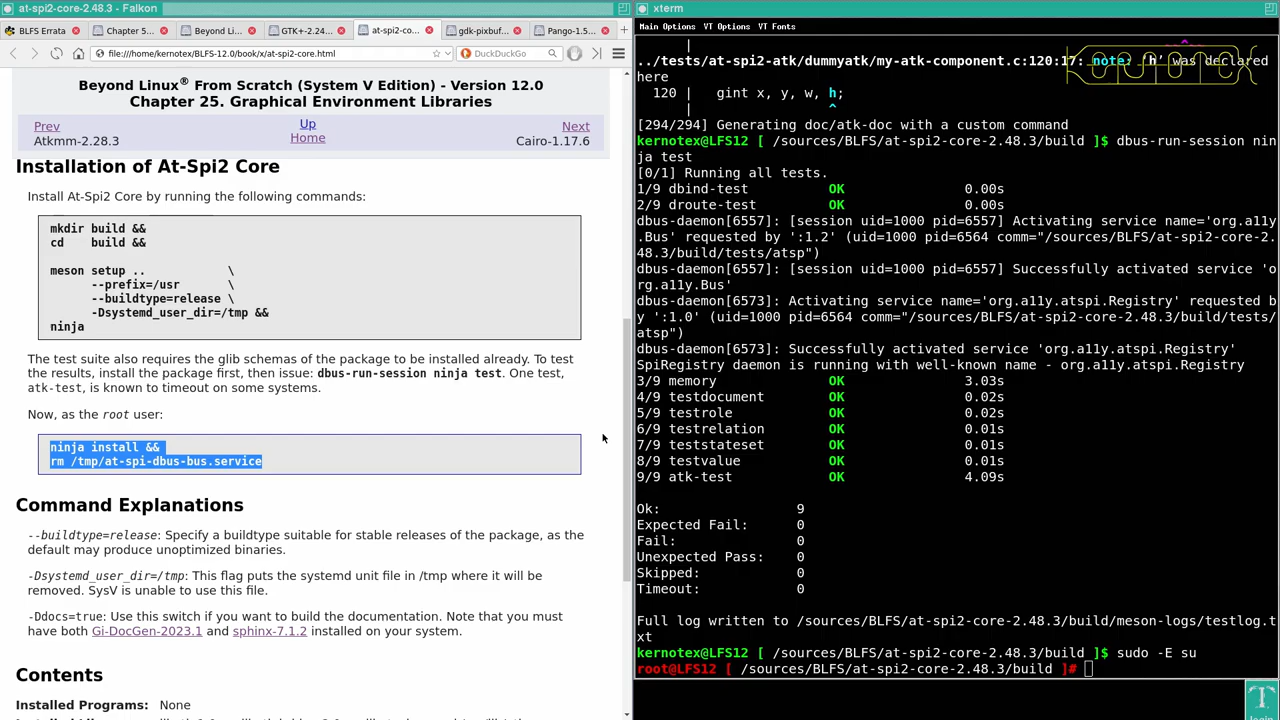 at-spi2-core-2.48.3 - Falkon
BLFS Errata
Chapter 5...
Beyond Li...
GTK+-2.24...
at-spi2-co...
gdk-pixbuf...
Pango-1.5...
file:///home/kernotex/BLFS-12.0/book/x/at-spi2-core.html
DuckDuckGo
Beyond Linux® From Scratch (System V Edition) - Version 12.0
Chapter 25. Graphical Environment Libraries
Prev
Up
Next
Atkmm-2.28.3
Home
Cairo-1.17.6
Installation of At-Spi2 Core
Install At-Spi2 Core by running the following commands:
mkdir build &&
cd    build &&
meson setup ..            \
      --prefix=/usr       \
      --buildtype=release \
      -Dsystemd_user_dir=/tmp &&
ninja
The test suite also requires the glib schemas of the package to be installed already. To test
the results, install the package first, then issue: dbus-run-session ninja test. One test,
atk-test, is known to timeout on some systems.
Now, as the root user:
ninja install &&
rm /tmp/at-spi-dbus-bus.service
Command Explanations
--buildtype=release: Specify a buildtype suitable for stable releases of the package, as the
default may produce unoptimized binaries.
-Dsystemd_user_dir=/tmp: This flag puts the systemd unit file in /tmp where it will be
removed. SysV is unable to use this file.
-Ddocs=true: Use this switch if you want to build the documentation. Note that you must
have both Gi-DocGen-2023.1 and sphinx-7.1.2 installed on your system.
Contents
Installed Programs: None
xterm
Main Options  VT Options  VT Fonts
      |                                                               ^
../tests/at-spi2-atk/dummyatk/my-atk-component.c:120:17: note: 'h' was declared
here
  120 |   gint x, y, w, h;
      |                 ^
[294/294] Generating doc/atk-doc with a custom command
kernotex@LFS12 [ /sources/BLFS/at-spi2-core-2.48.3/build ]$ dbus-run-session nin
ja test
[0/1] Running all tests.
1/9 dbind-test          OK              0.00s
2/9 droute-test         OK              0.00s
dbus-daemon[6557]: [session uid=1000 pid=6557] Activating service name='org.a11y
.Bus' requested by ':1.2' (uid=1000 pid=6564 comm="/sources/BLFS/at-spi2-core-2.
48.3/build/tests/atsp")
dbus-daemon[6557]: [session uid=1000 pid=6557] Successfully activated service 'o
rg.a11y.Bus'
dbus-daemon[6573]: Activating service name='org.a11y.atspi.Registry' requested b
y ':1.0' (uid=1000 pid=6564 comm="/sources/BLFS/at-spi2-core-2.48.3/build/tests/
atsp")
dbus-daemon[6573]: Successfully activated service 'org.a11y.atspi.Registry'
SpiRegistry daemon is running with well-known name - org.a11y.atspi.Registry
3/9 memory              OK              3.03s
4/9 testdocument        OK              0.02s
5/9 testrole            OK              0.02s
6/9 testrelation        OK              0.01s
7/9 teststateset        OK              0.01s
8/9 testvalue           OK              0.01s
9/9 atk-test            OK              4.09s
Ok:                 9
Expected Fail:      0
Fail:               0
Unexpected Pass:    0
Skipped:            0
Timeout:            0
Full log written to /sources/BLFS/at-spi2-core-2.48.3/build/meson-logs/testlog.t
xt
kernotex@LFS12 [ /sources/BLFS/at-spi2-core-2.48.3/build ]$ sudo -E su
root@LFS12 [ /sources/BLFS/at-spi2-core-2.48.3/build ]#